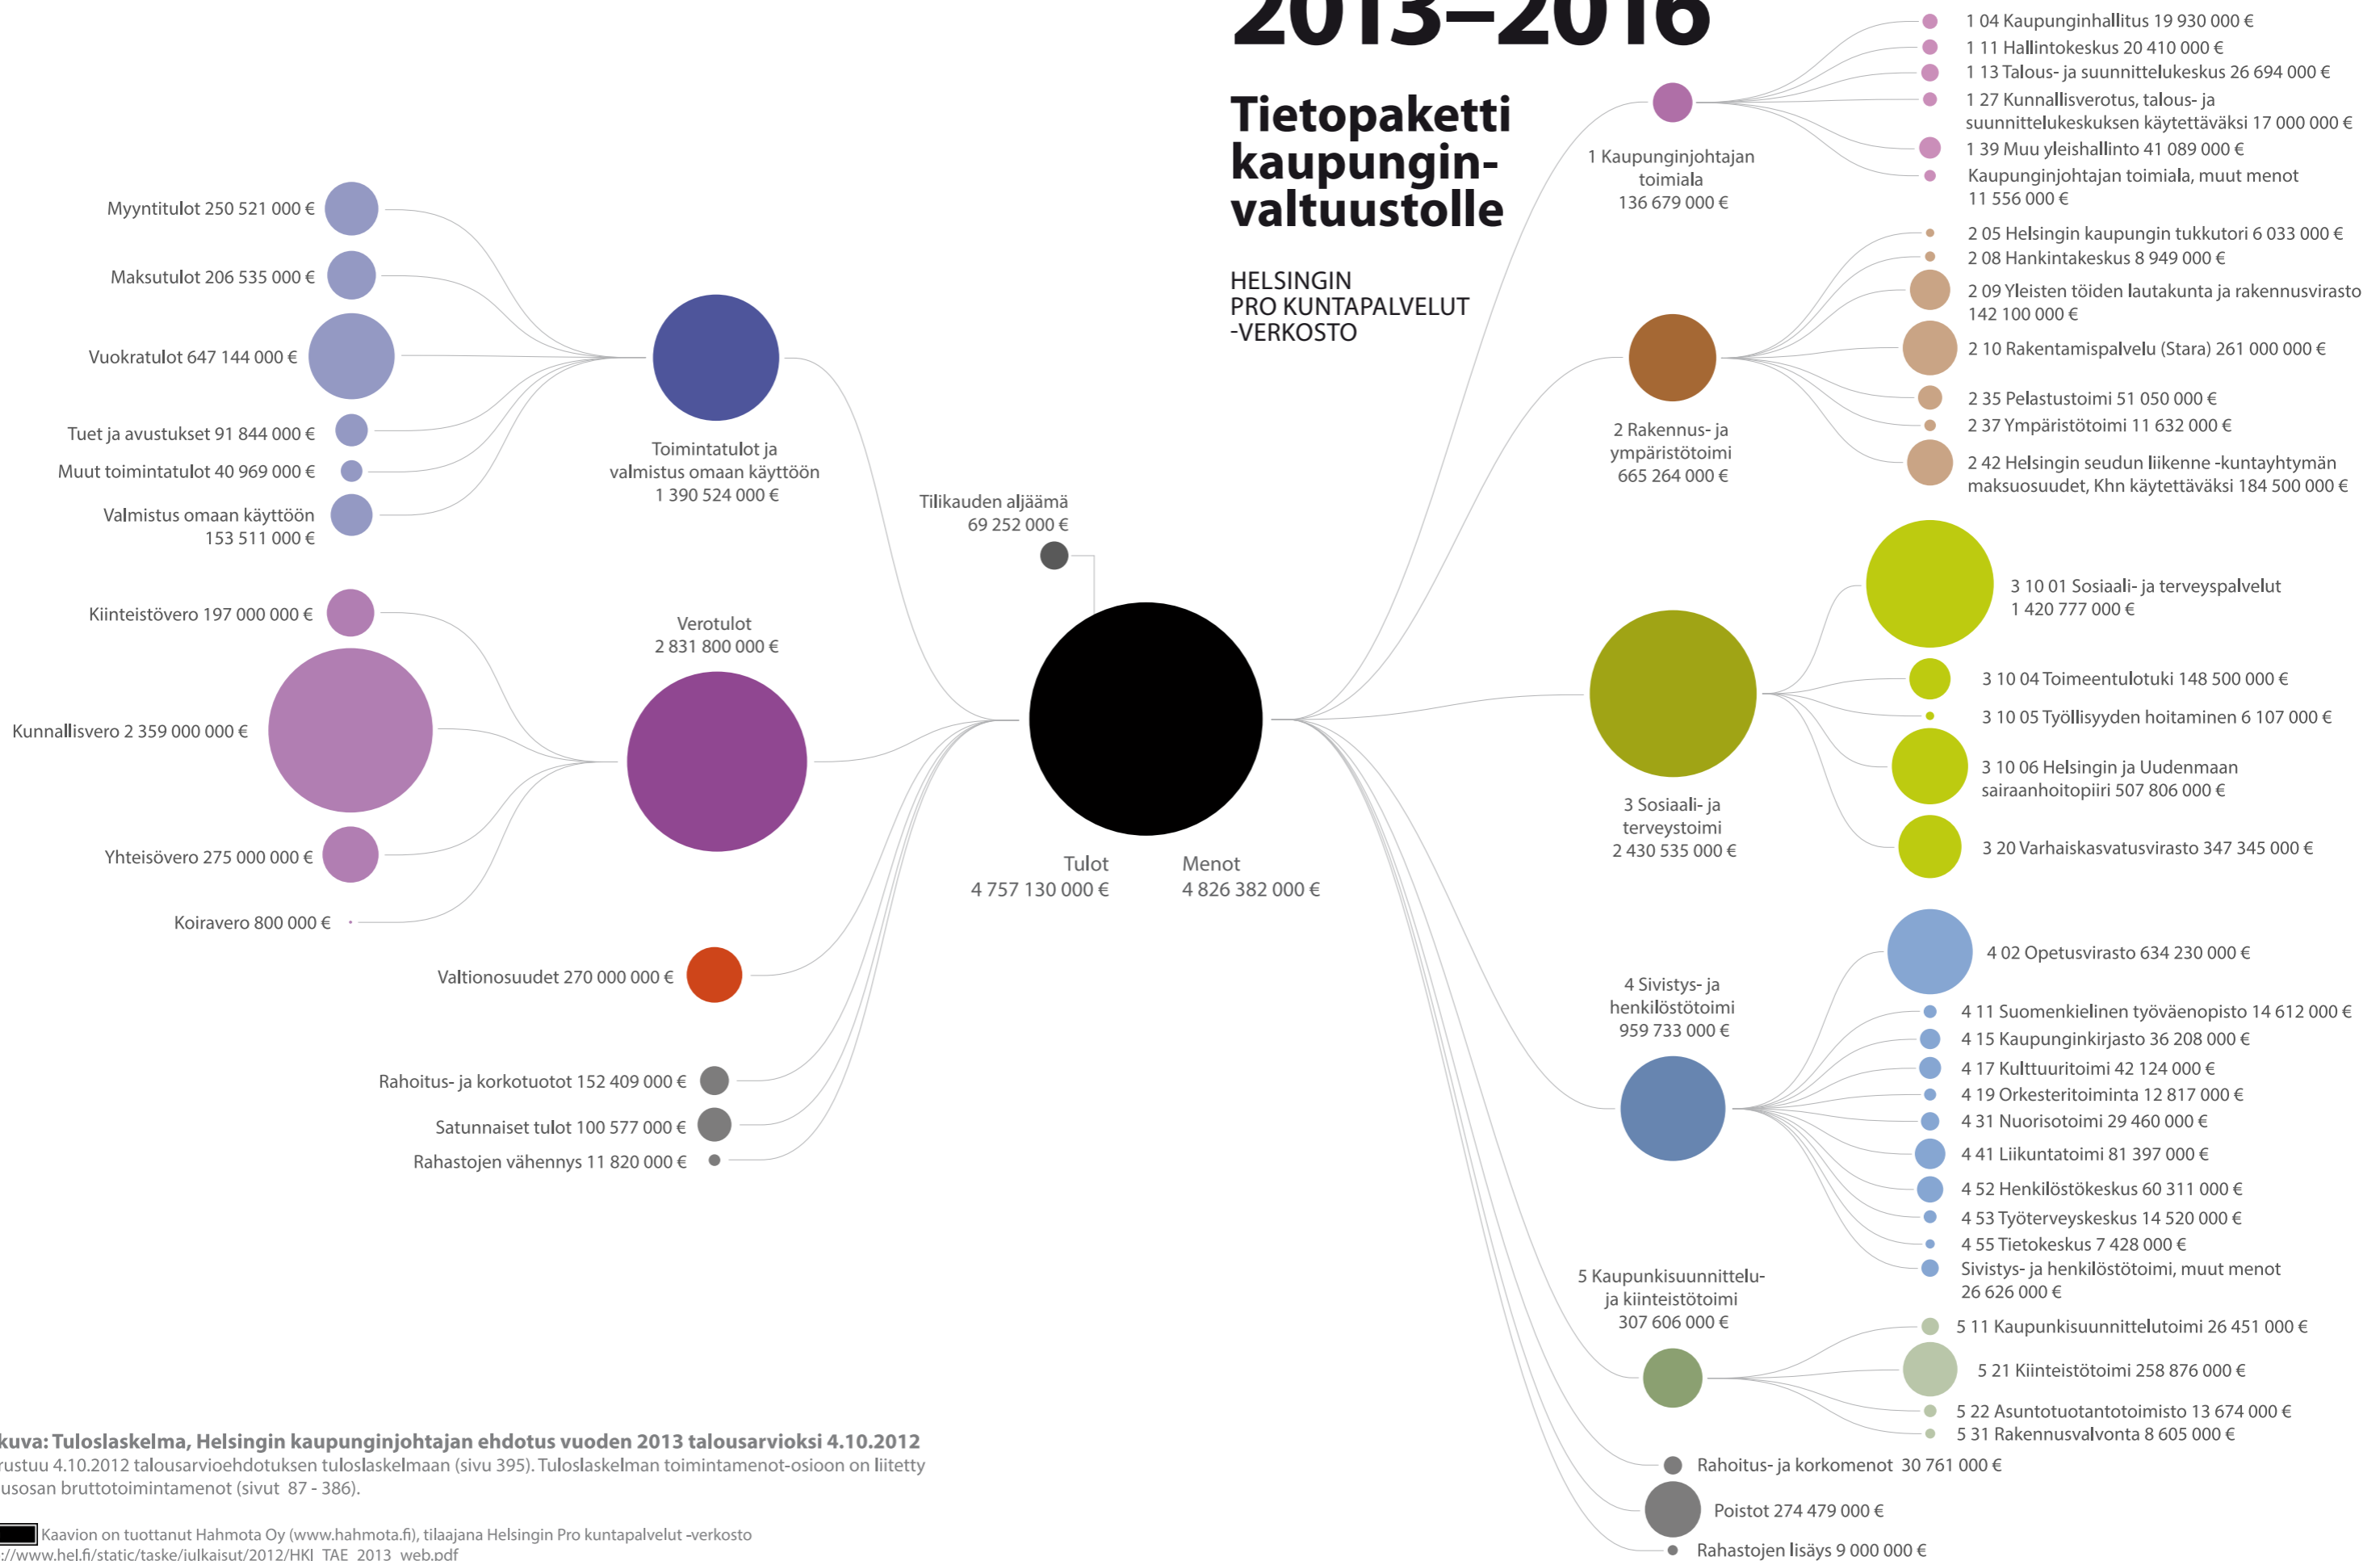 2013–2016
Tietopaketti
kaupungin-
valtuustolle
HELSINGIN
PRO KUNTAPALVELUT
-VERKOSTO
Myyntitulot 250 521 000 €
Maksutulot 206 535 000 €
Vuokratulot 647 144 000 €
Tuet ja avustukset 91 844 000 €
Muut toimintatulot 40 969 000 €
Valmistus omaan käyttöön
153 511 000 €
Toimintatulot ja
valmistus omaan käyttöön
1 390 524 000 €
Kiinteistövero 197 000 000 €
Kunnallisvero 2 359 000 000 €
Yhteisövero 275 000 000 €
Koiravero 800 000 €
Verotulot
2 831 800 000 €
Valtionosuudet 270 000 000 €
Rahoitus- ja korkotuotot 152 409 000 €
Satunnaiset tulot 100 577 000 €
Rahastojen vähennys 11 820 000 €
Tilikauden aljäämä
69 252 000 €
Tulot
4 757 130 000 €
Menot
4 826 382 000 €
1 Kaupunginjohtajan
toimiala
136 679 000 €
1 04 Kaupunginhallitus 19 930 000 €
1 11 Hallintokeskus 20 410 000 €
1 13 Talous- ja suunnittelukeskus 26 694 000 €
1 27 Kunnallisverotus, talous- ja
suunnittelukeskuksen käytettäväksi 17 000 000 €
1 39 Muu yleishallinto 41 089 000 €
Kaupunginjohtajan toimiala, muut menot
11 556 000 €
2 Rakennus- ja
ympäristötoimi
665 264 000 €
2 05 Helsingin kaupungin tukkutori 6 033 000 €
2 08 Hankintakeskus 8 949 000 €
2 09 Yleisten töiden lautakunta ja rakennusvirasto
142 100 000 €
2 10 Rakentamispalvelu (Stara) 261 000 000 €
2 35 Pelastustoimi 51 050 000 €
2 37 Ympäristötoimi 11 632 000 €
2 42 Helsingin seudun liikenne -kuntayhtymän
maksuosuudet, Khn käytettäväksi 184 500 000 €
3 Sosiaali- ja
terveystoimi
2 430 535 000 €
3 10 01 Sosiaali- ja terveyspalvelut
1 420 777 000 €
3 10 04 Toimeentulotuki 148 500 000 €
3 10 05 Työllisyyden hoitaminen 6 107 000 €
3 10 06 Helsingin ja Uudenmaan
sairaanhoitopiiri 507 806 000 €
3 20 Varhaiskasvatusvirasto 347 345 000 €
4 Sivistys- ja
henkilöstötoimi
959 733 000 €
4 02 Opetusvirasto 634 230 000 €
4 11 Suomenkielinen työväenopisto 14 612 000 €
4 15 Kaupunginkirjasto 36 208 000 €
4 17 Kulttuuritoimi 42 124 000 €
4 19 Orkesteritoiminta 12 817 000 €
4 31 Nuorisotoimi 29 460 000 €
4 41 Liikuntatoimi 81 397 000 €
4 52 Henkilöstökeskus 60 311 000 €
4 53 Työterveyskeskus 14 520 000 €
4 55 Tietokeskus 7 428 000 €
Sivistys- ja henkilöstötoimi, muut menot
26 626 000 €
5 Kaupunkisuunnittelu-
ja kiinteistötoimi
307 606 000 €
5 11 Kaupunkisuunnittelutoimi 26 451 000 €
5 21 Kiinteistötoimi 258 876 000 €
5 22 Asuntotuotantotoimisto 13 674 000 €
5 31 Rakennusvalvonta 8 605 000 €
Rahoitus- ja korkomenot 30 761 000 €
Poistot 274 479 000 €
Rahastojen lisäys 9 000 000 €
kuva: Tuloslaskelma, Helsingin kaupunginjohtajan ehdotus vuoden 2013 talousarvioksi 4.10.2012
rustuu 4.10.2012 talousarvioehdotuksen tuloslaskelmaan (sivu 395). Tuloslaskelman toimintamenot-osioon on liitetty
usosan bruttotoimintamenot (sivut 87 - 386).
Kaavion on tuottanut Hahmota Oy (www.hahmota.fi), tilaajana Helsingin Pro kuntapalvelut -verkosto
://www.hel.fi/static/taske/julkaisut/2012/HKI_TAE_2013_web.pdf